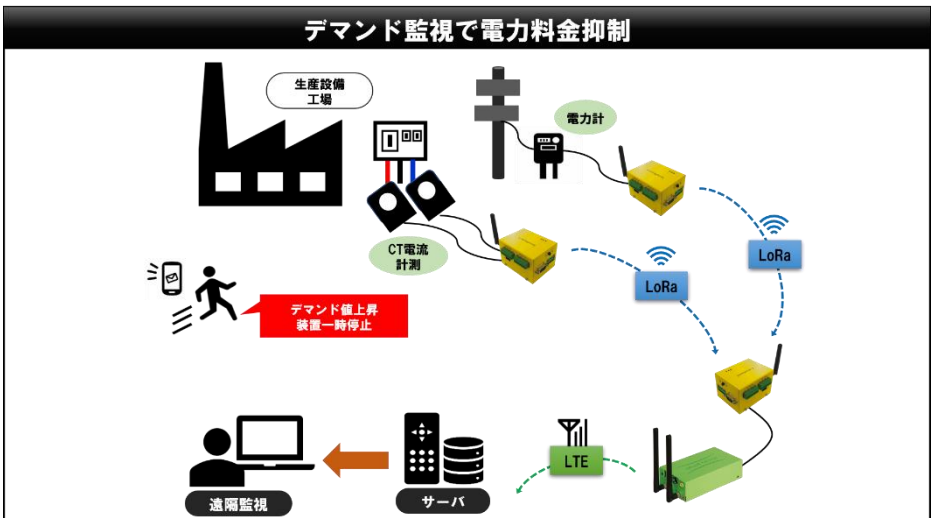 デマンド監視で電力料金抑制
生産設備
工場
電力計
CT電流
計測
LoRa
LoRa
デマンド値上昇
装置一時停止
LTE
遠隔監視
サーバ